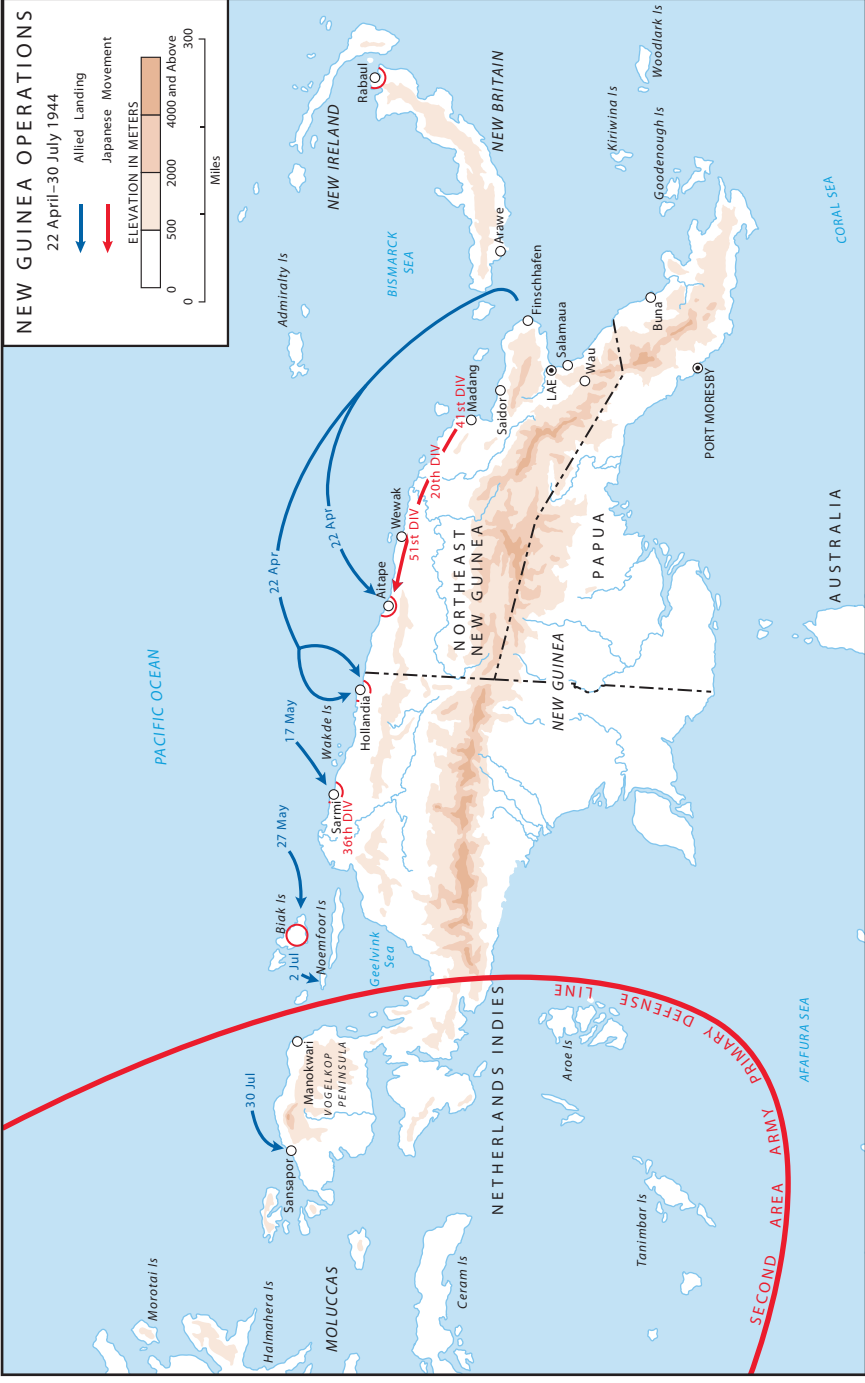 NEW GUINEA OPERATIONS
22 April–30 July 1944
Allied Landing
Japanese Movement
ELEVATION IN METERS
0 500 2000 4000 and Above
0 300
Miles
PACIFIC OCEAN
Morotai Is
Halmahera Is
MOLUCCAS
Ceram Is
Sansapor
30 Jul
Manokwari
VOGELKOP
PENINSULA
2 Jul
Biak Is
Noemfoor Is
27 May
Geelvink
Sea
17 May
Sarmi
36th DIV
Wakde Is
Hollandia
22 Apr
22 Apr
Aitape
Wewak
51st DIV
20th DIV
41st DIV
Madang
Saidor
Finschhafen
LAE
Salamaua
Wau
Buna
PORT MORESBY
Admiralty Is
BISMARCK
SEA
NEW IRELAND
Rabaul
NEW BRITAIN
Arawe
Kiriwina Is
Woodlark Is
Goodenough Is
CORAL SEA
NORTHEAST
NEW GUINEA
PAPUA
NEW GUINEA
AUSTRALIA
NETHERLANDS INDIES
Aroe Is
Tanimbar Is
AFAFURA SEA
SECOND AREA ARMY PRIMARY DEFENSE LINE